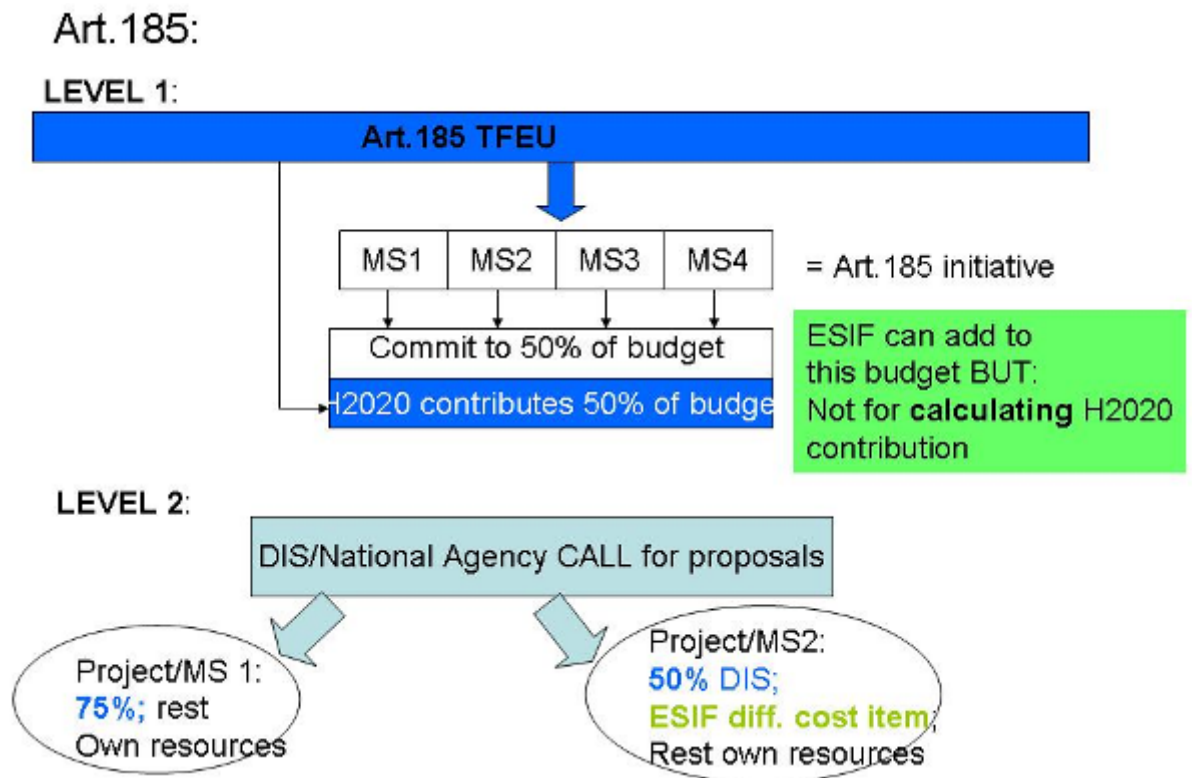 Art.185:
LEVEL 1:
Art.185 TFEU
MS1 MS2 MS3 MS4
= Art.185 initiative
Commit to 50% of budget
H2020 contributes 50% of budge
ESIF can add to
this budget BUT:
Not for calculating H2020
contribution
LEVEL 2:
DIS/National Agency CALL for proposals
Project/MS 1:
75%; rest
Own resources
Project/MS2:
50% DIS;
ESIF diff. cost item;
Rest own resources